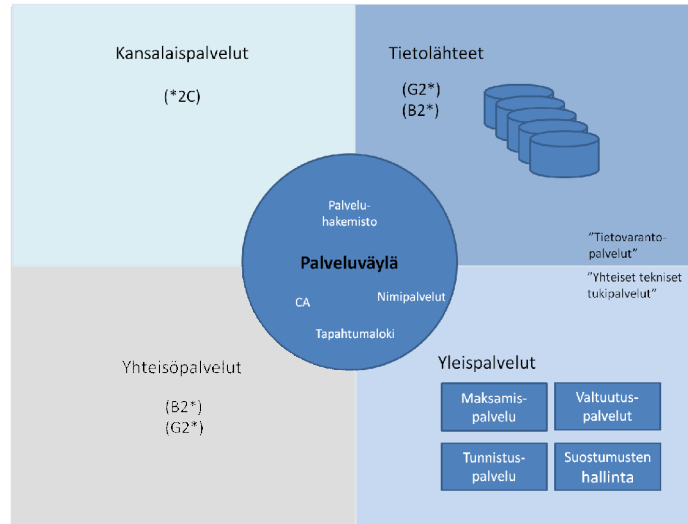 Kansalaispalvelut
(*2C)
Tietolähteet
(G2*)
(B2*)
Palvelu-
hakemisto
Palveluväylä
CA
Nimipalvelut
Tapahtumaloki
”Tietovaranto-
palvelut”
”Yhteiset tekniset
tukipalvelut”
Yhteisöpalvelut
(B2*)
(G2*)
Yleispalvelut
Maksamis-
palvelu
Valtuutus-
palvelut
Tunnistus-
palvelu
Suostumusten
hallinta